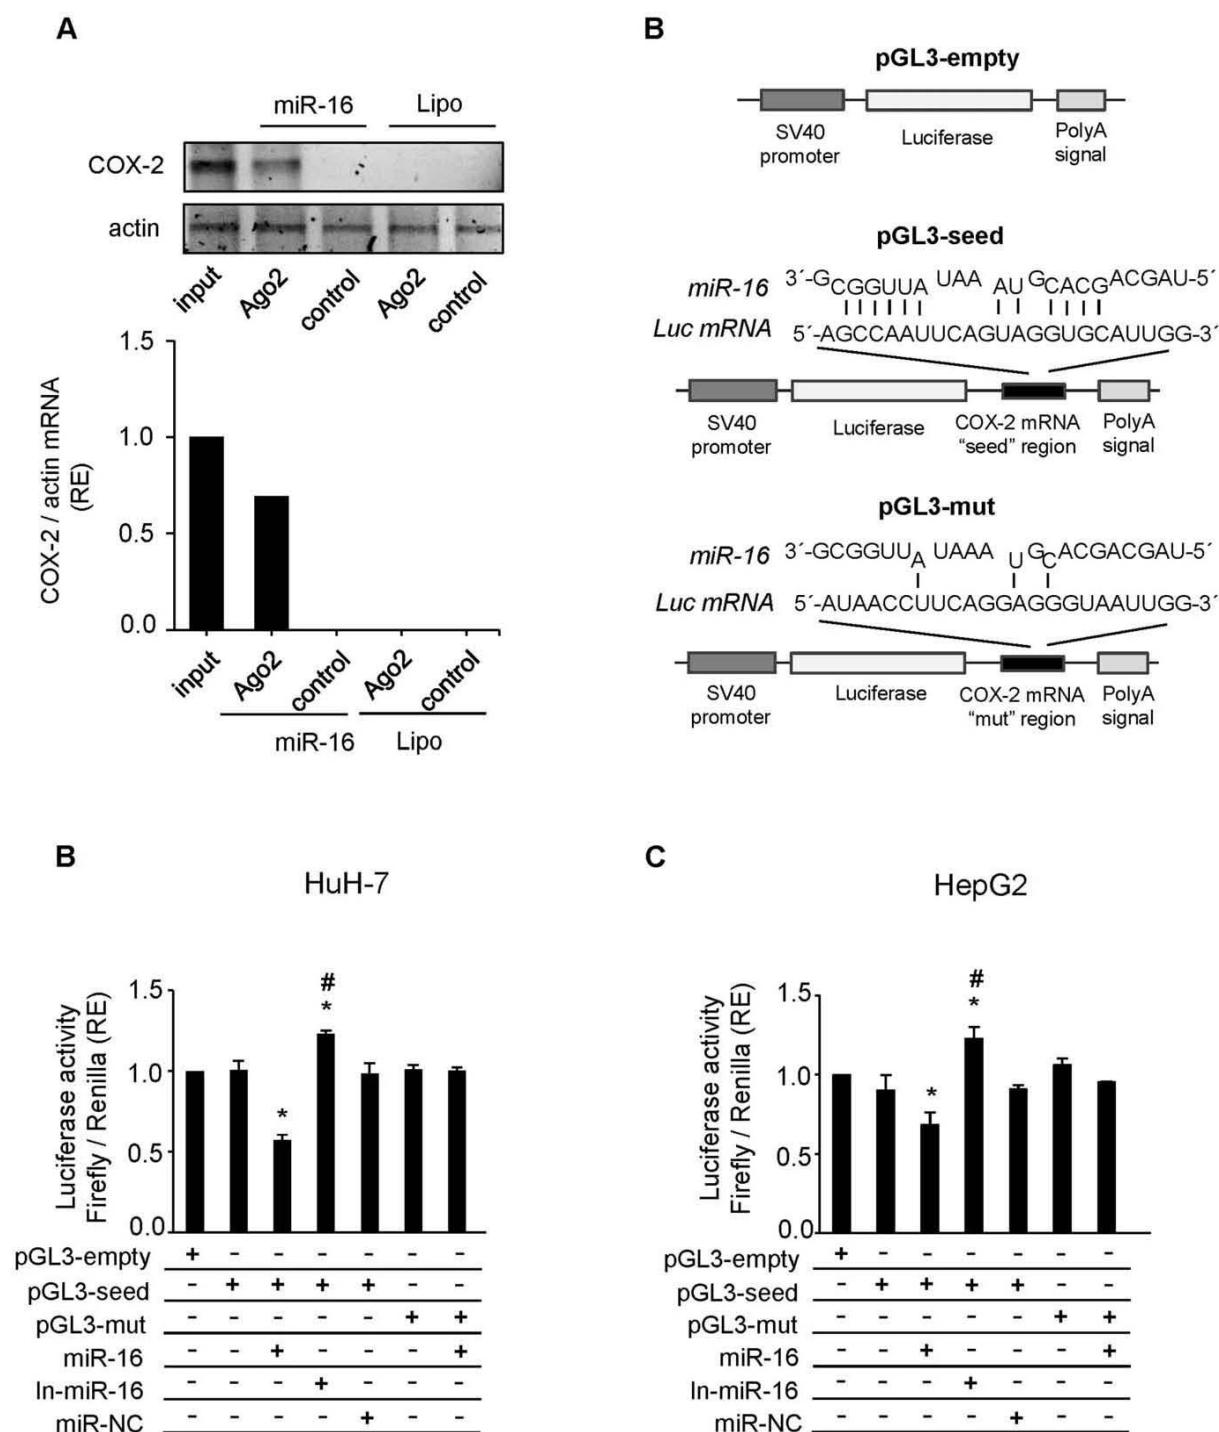 A
miR-16 Lipo
COX-2
actin
input Ago2 control Ago2 control
1.5
1.0
0.5
0.0
COX-2 / actin mRNA
(RE)
input Ago2 control Ago2 control
miR-16 Lipo
B
pGL3-empty
SV40 promoter Luciferase PolyA signal
pGL3-seed
miR-16 3´-GCGGUUA UAA AU GCACGACGAU-5´
Luc mRNA 5´-AGCCAAUUCAGUAGGUGCAUUGG-3´
SV40 promoter Luciferase COX-2 mRNA "seed" region PolyA signal
pGL3-mut
miR-16 3´-GCGGUUA UAAA UGCACGACGAU-5´
Luc mRNA 5´-AUAACCUUCAGGAGGGUAAUUGG-3´
SV40 promoter Luciferase COX-2 mRNA "mut" region PolyA signal
B
HuH-7
Luciferase activity
Firefly / Renilla (RE)
1.5
1.0
0.5
0.0
*
#
*
pGL3-empty + - - - - - -
pGL3-seed - + + + + - -
pGL3-mut - - - - - + +
miR-16 - - + - - - +
In-miR-16 - - - + - - -
miR-NC - - - - + - -
C
HepG2
Luciferase activity
Firefly / Renilla (RE)
1.5
1.0
0.5
0.0
*
#
*
pGL3-empty + - - - - - -
pGL3-seed - + + + + - -
pGL3-mut - - - - - + +
miR-16 - - + - - - +
In-miR-16 - - - + - - -
miR-NC - - - - + - -